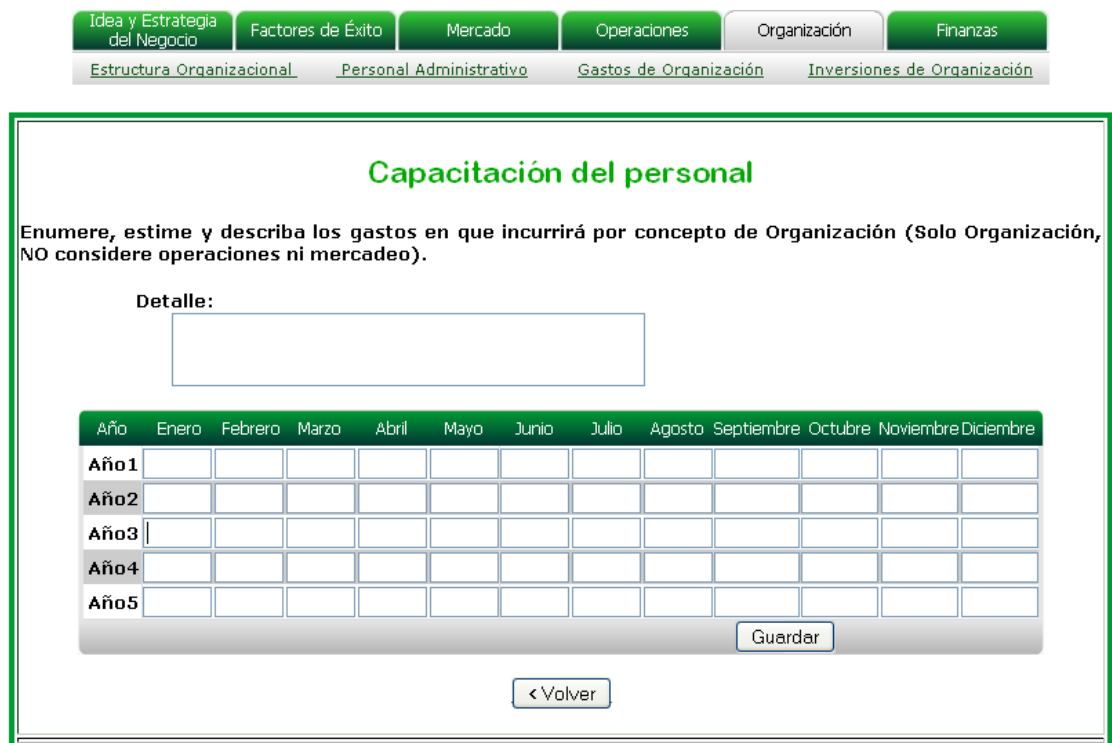 Idea y Estrategia
del Negocio
Factores de Éxito
Mercado
Operaciones
Organización
Finanzas
Estructura Organizacional
Personal Administrativo
Gastos de Organización
Inversiones de Organización
Capacitación del personal
Enumere, estime y describa los gastos en que incurrirá por concepto de Organización (Solo Organización,
NO considere operaciones ni mercadeo).
Detalle:
Año Enero Febrero Marzo Abril Mayo Junio Julio Agosto Septiembre Octubre Noviembre Diciembre
Año1
Año2
Año3
Año4
Año5
Guardar
< Volver